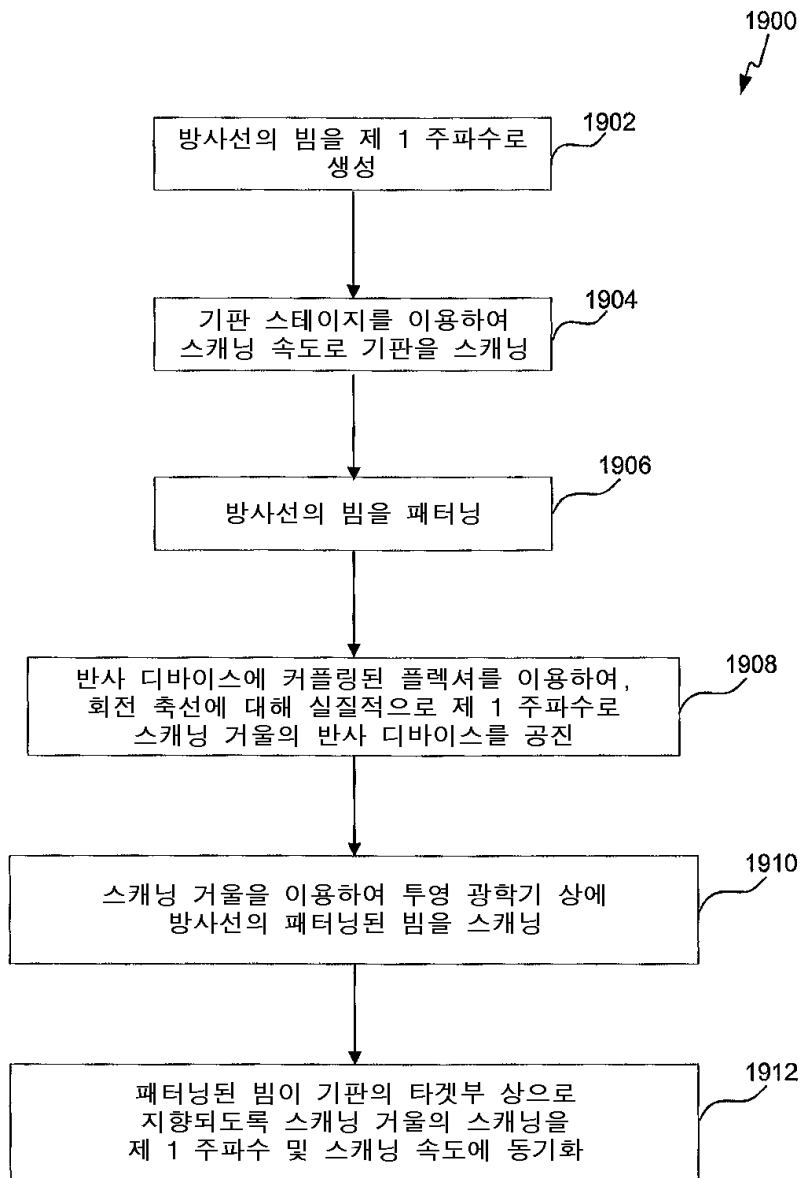 1900
방사선의 빔을 제 1 주파수로
생성
1902
기판 스테이지를 이용하여
스캐닝 속도로 기판을 스캐닝
1904
방사선의 빔을 패터닝
1906
반사 디바이스에 커플링된 플렉셔를 이용하여,
회전 축선에 대해 실질적으로 제 1 주파수로
스캐닝 거울의 반사 디바이스를 공진
1908
스캐닝 거울을 이용하여 투영 광학기 상에
방사선의 패터닝된 빔을 스캐닝
1910
패터닝된 빔이 기판의 타겟부 상으로
지향되도록 스캐닝 거울의 스캐닝을
제 1 주파수 및 스캐닝 속도에 동기화
1912